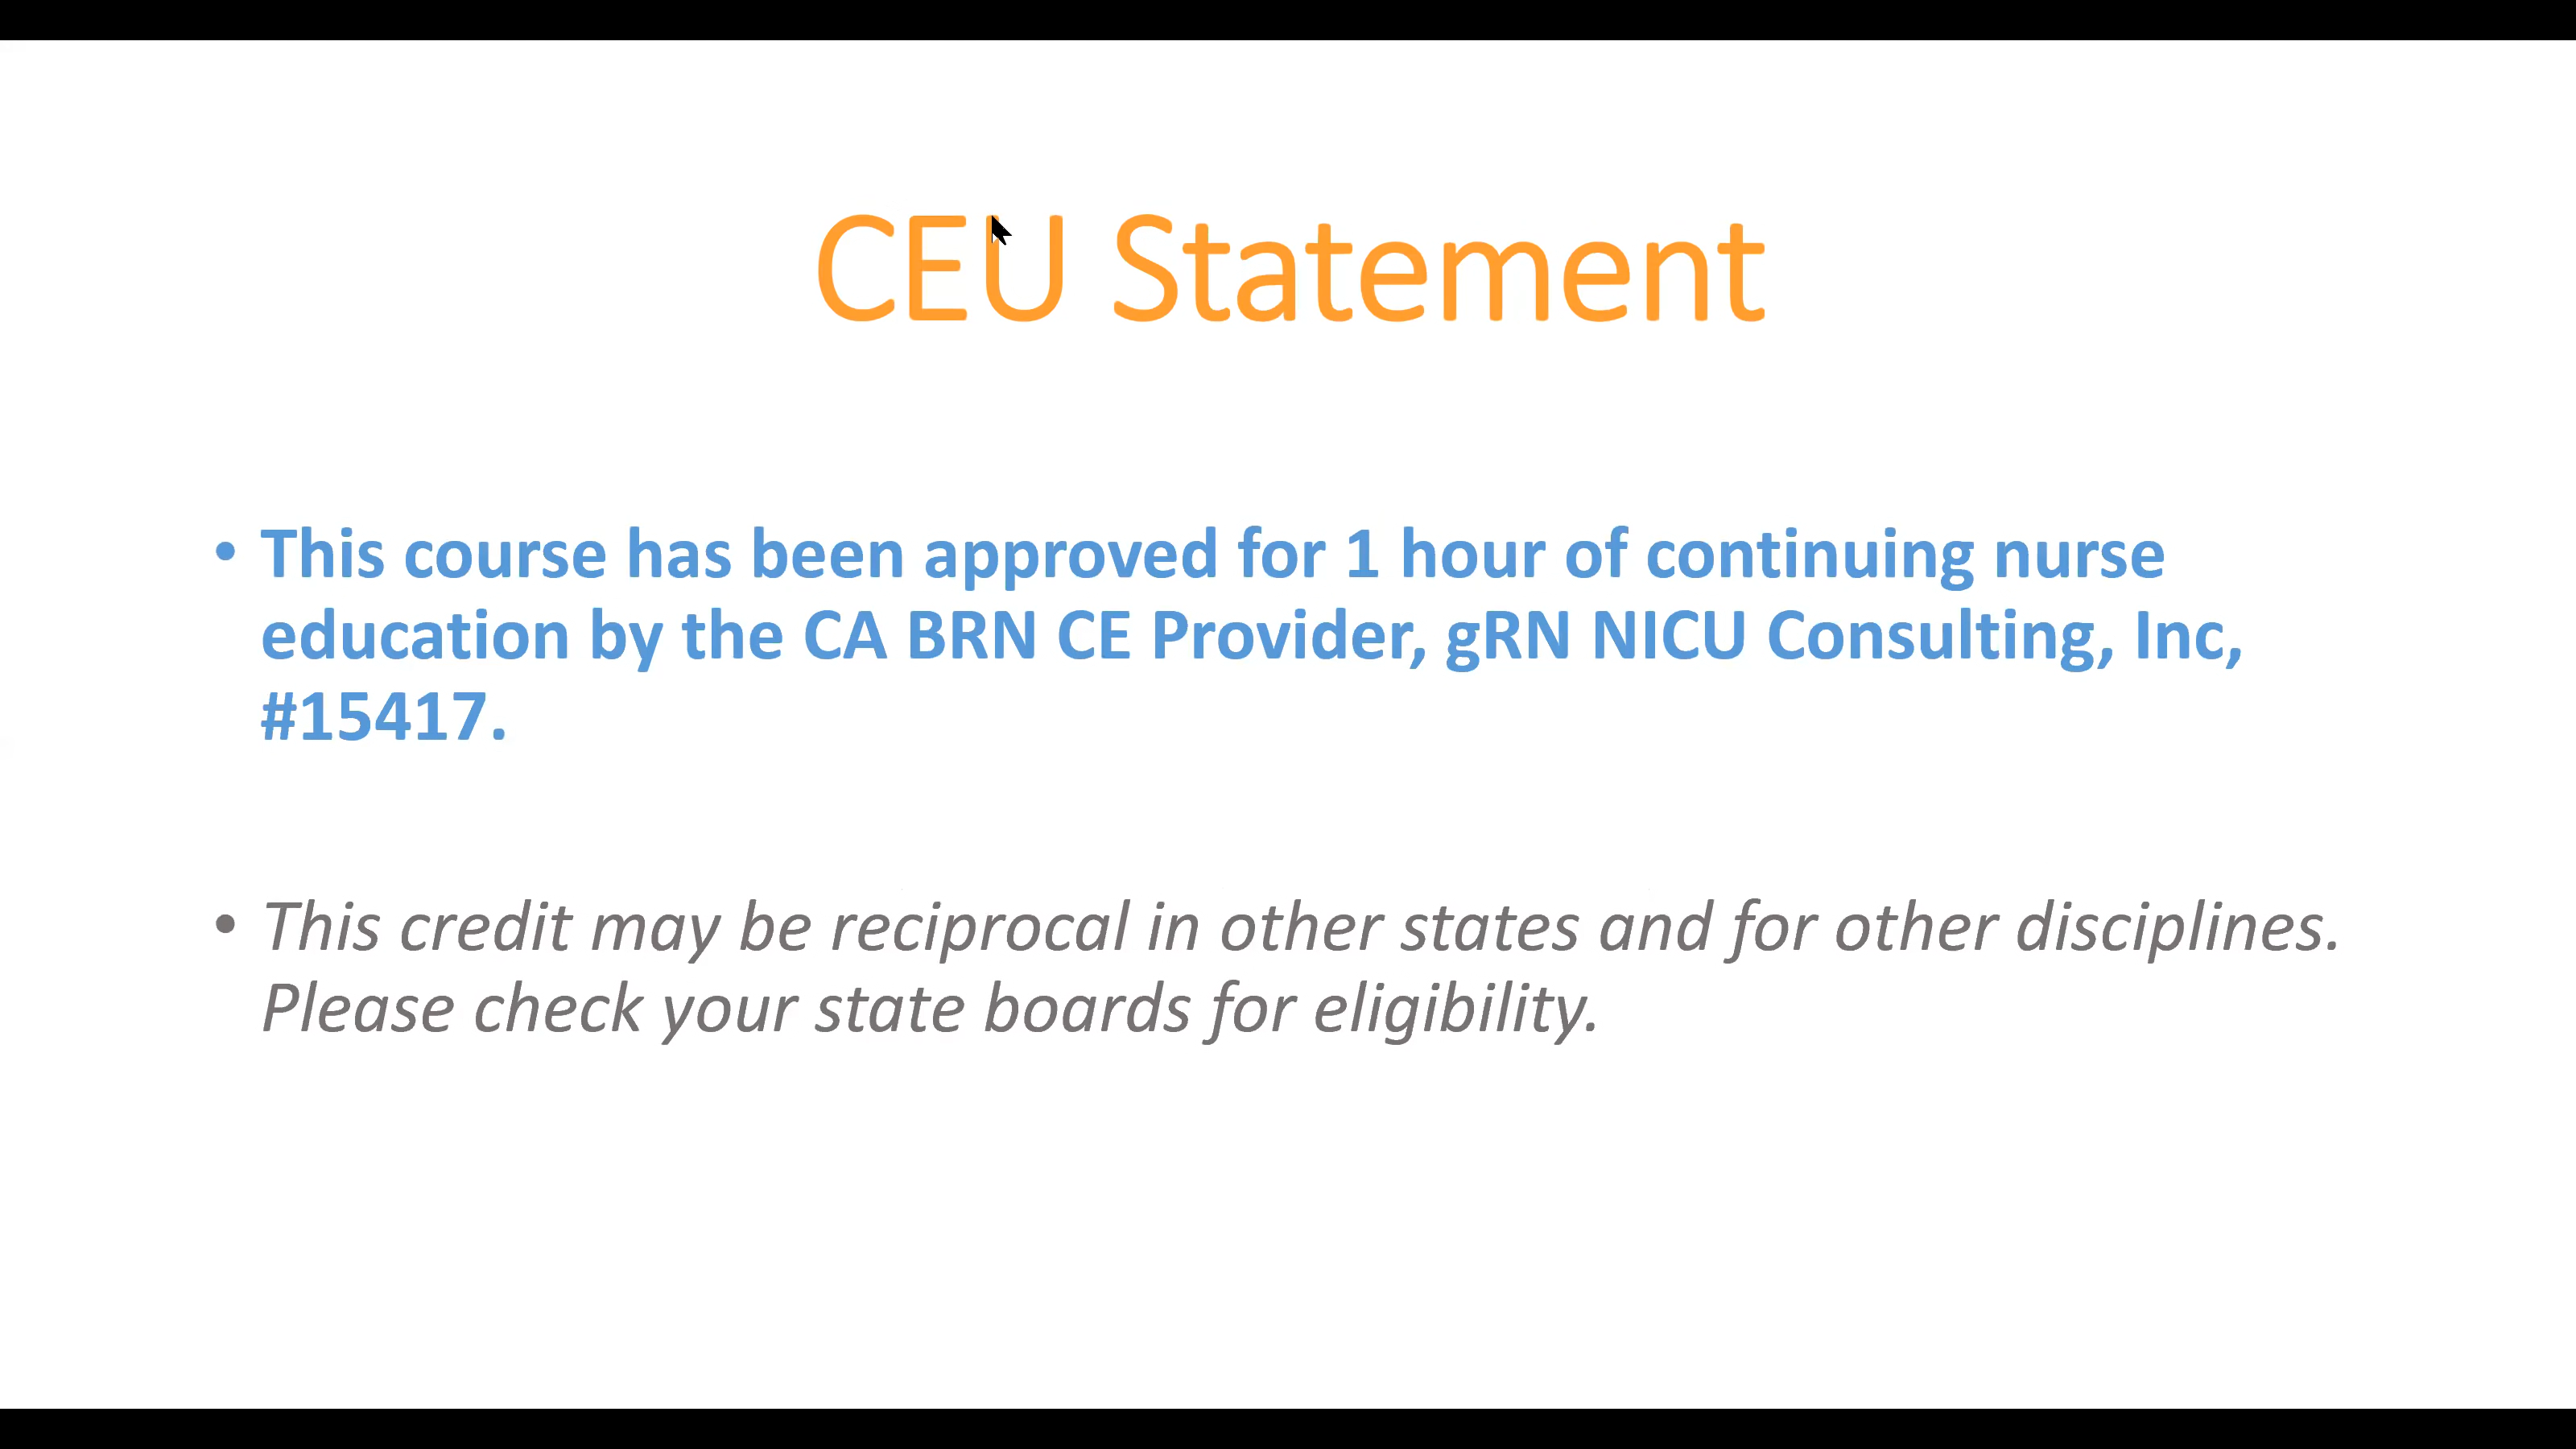 CEU Statement
• This course has been approved for 1 hour of continuing nurse
education by the CA BRN CE Provider, gRN NICU Consulting, Inc,
#15417.
• This credit may be reciprocal in other states and for other disciplines.
Please check your state boards for eligibility.